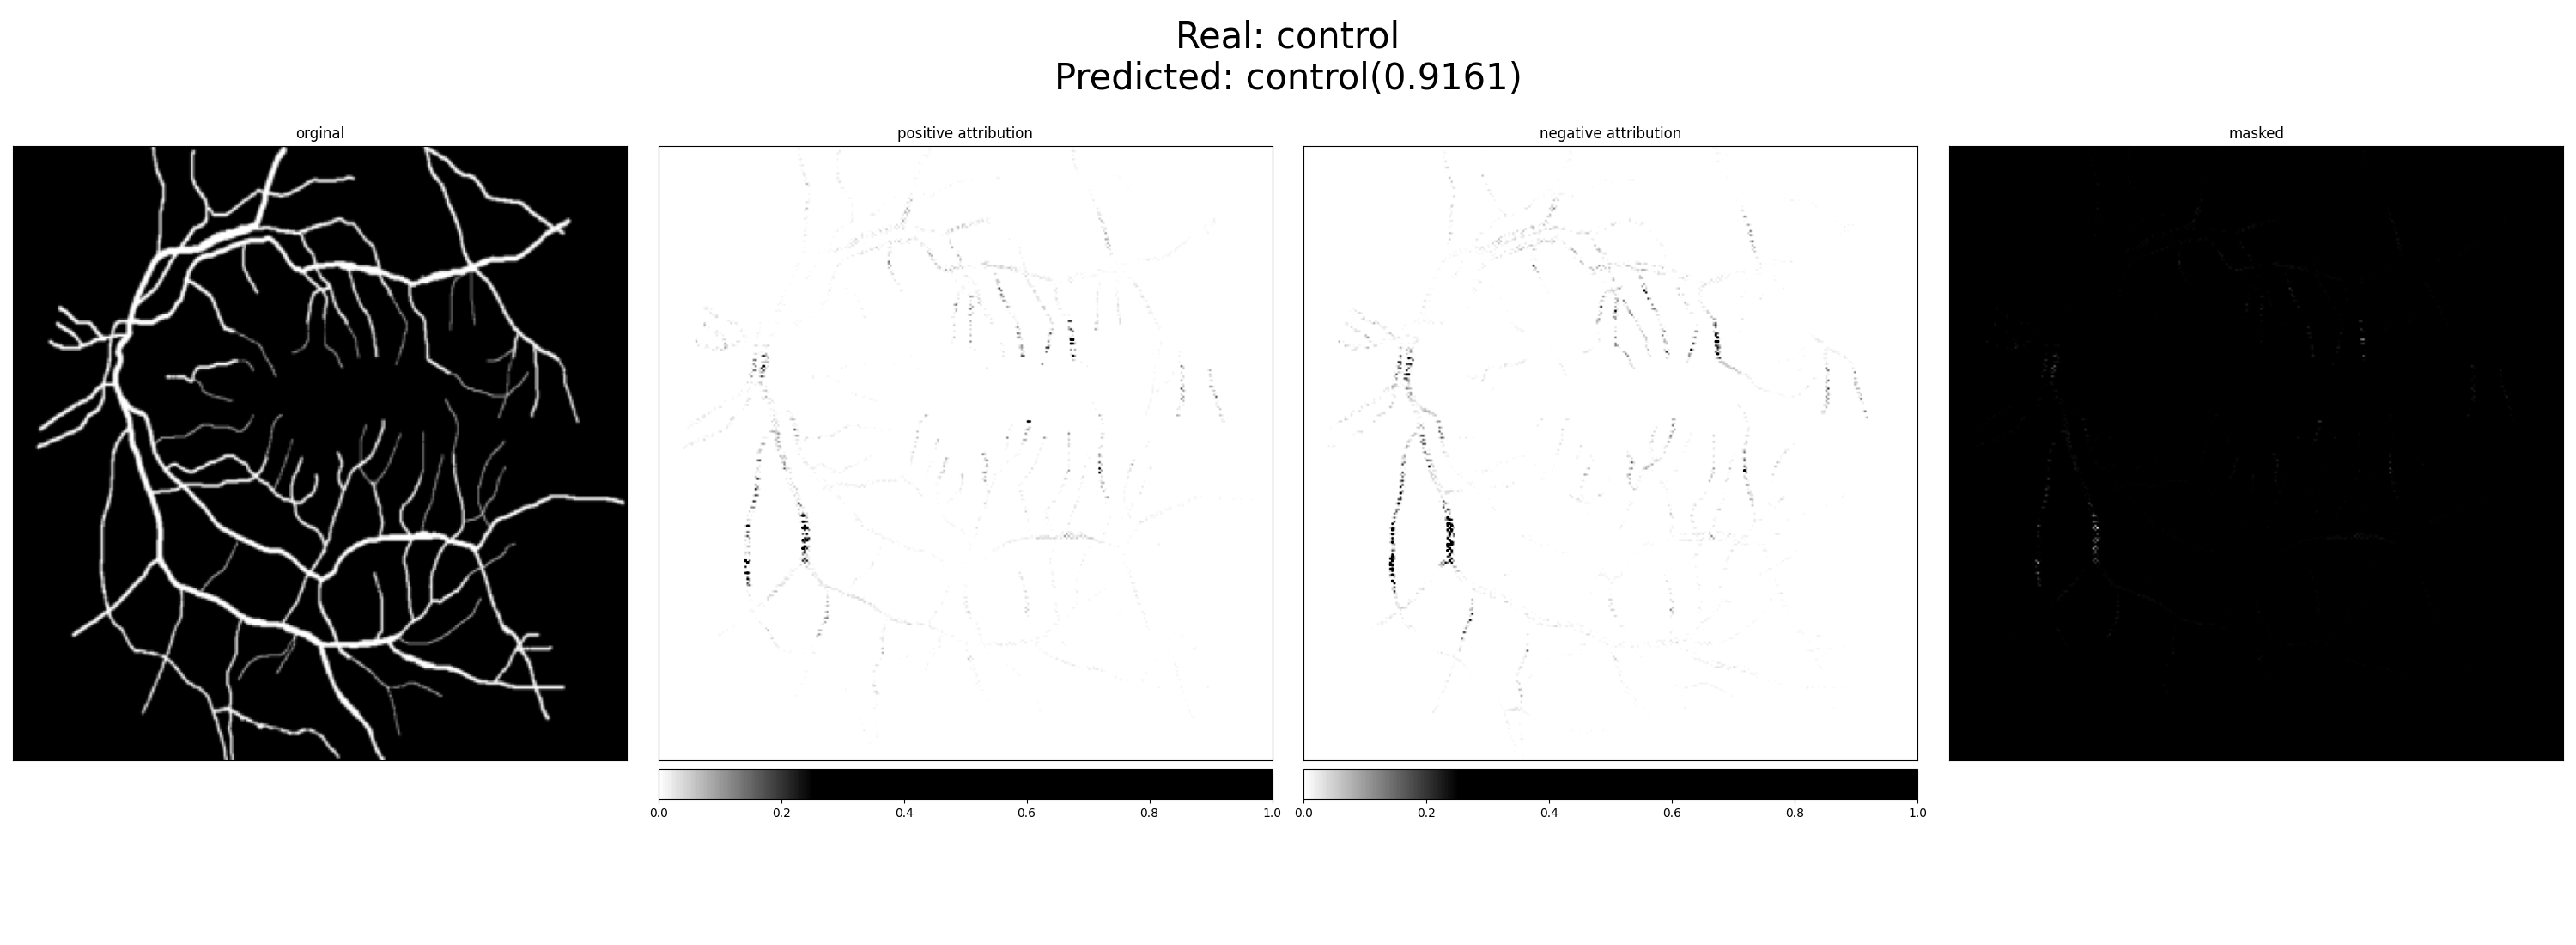 Real: control
Predicted: control(0.9161)
orginal
positive attribution
negative attribution
masked
0.0 0.2 0.4 0.6 0.8 1.0
0.0 0.2 0.4 0.6 0.8 1.0